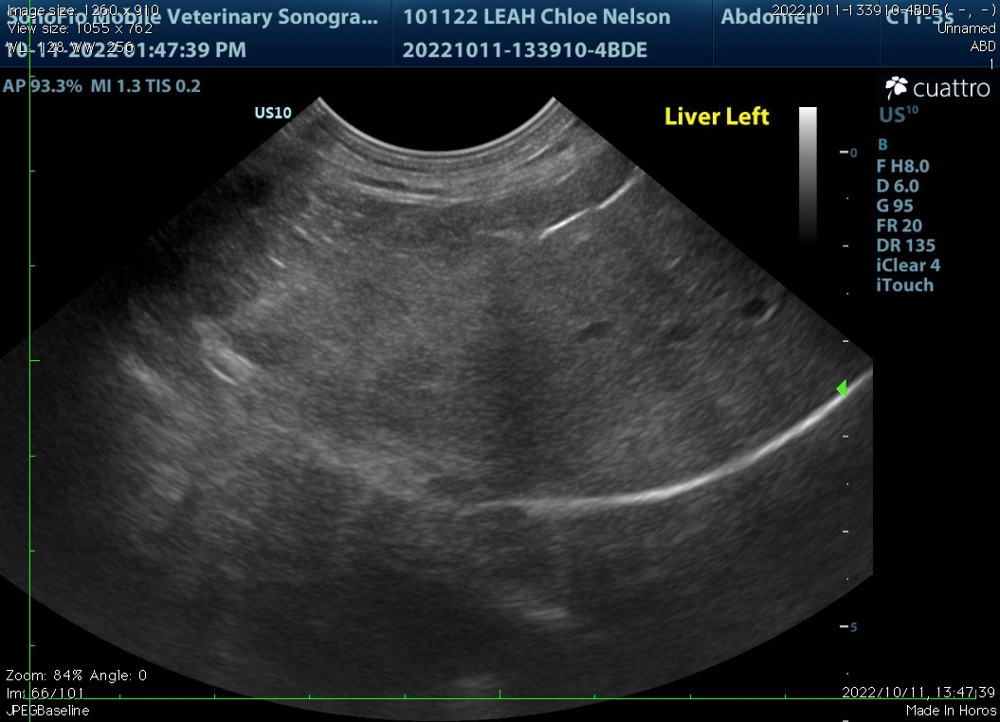 Image size: 1260 x 910
View size: 1055 x 762
WL: 128 WW: 256
Mobile Veterinary Sonogra...
101122 LEAH Chloe Nelson
Abdomen
20221011-133910-4BDE ( -, -)
Unnamed
ABD
1
10-11-2022 01:47:39 PM
20221011-133910-4BDE
AP 93.3% MI 1.3 TIS 0.2
US10
Liver Left
cuattro
US10
B
F H8.0
D 6.0
G 95
FR 20
DR 135
iClear 4
iTouch
0
5
Zoom: 84% Angle: 0
Im: 66/101
JPEGBaseline
2022/10/11, 13:47:39
Made In Horos